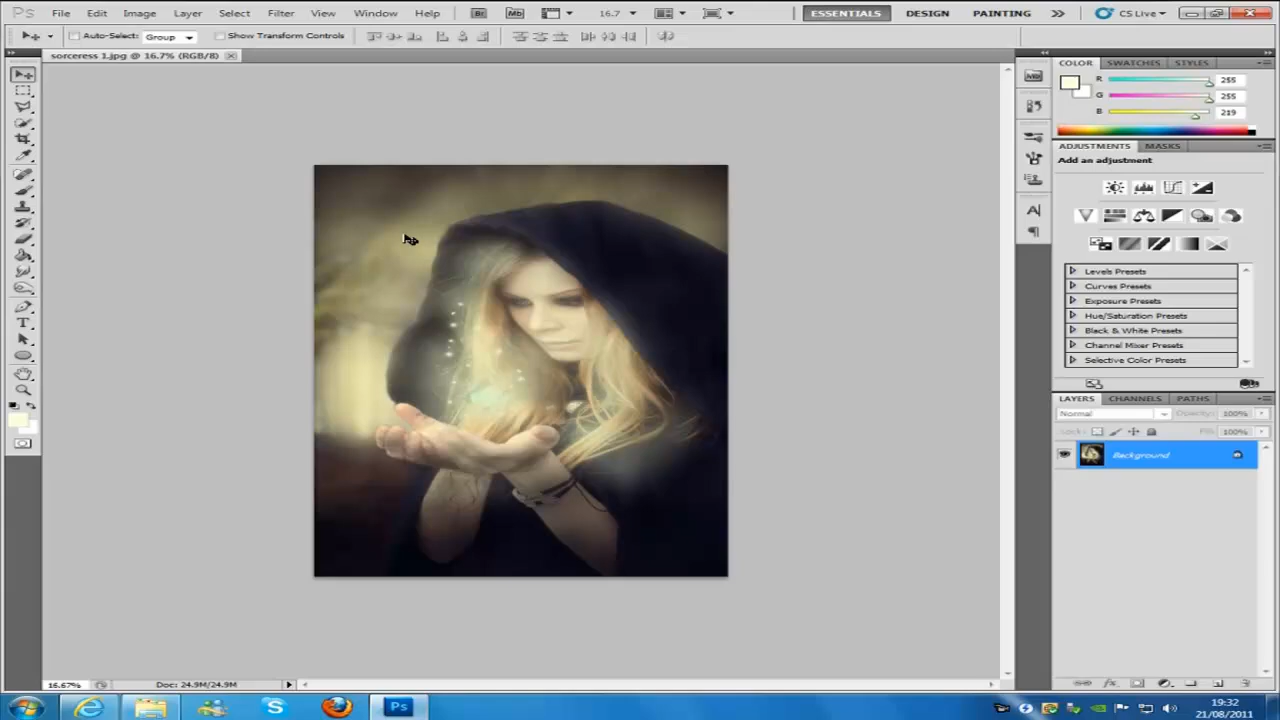 Ps File Edit Image Layer Select Filter View Window Help Br Mb 16.7 ESSENTIALS DESIGN PAINTING CS Live
Auto-Select: Group Show Transform Controls
sorceress 1.jpg @ 16.7% (RGB/8)
COLOR SWATCHES STYLES
R 255
G 255
B 219
ADJUSTMENTS MASKS
Add an adjustment
Levels Presets
Curves Presets
Exposure Presets
Hue/Saturation Presets
Black & White Presets
Channel Mixer Presets
Selective Color Presets
LAYERS CHANNELS PATHS
Normal Opacity: 100%
Lock: Fill: 100%
Background
16.67% Doc: 24.9M/24.9M
Ps
19:32
21/08/2011